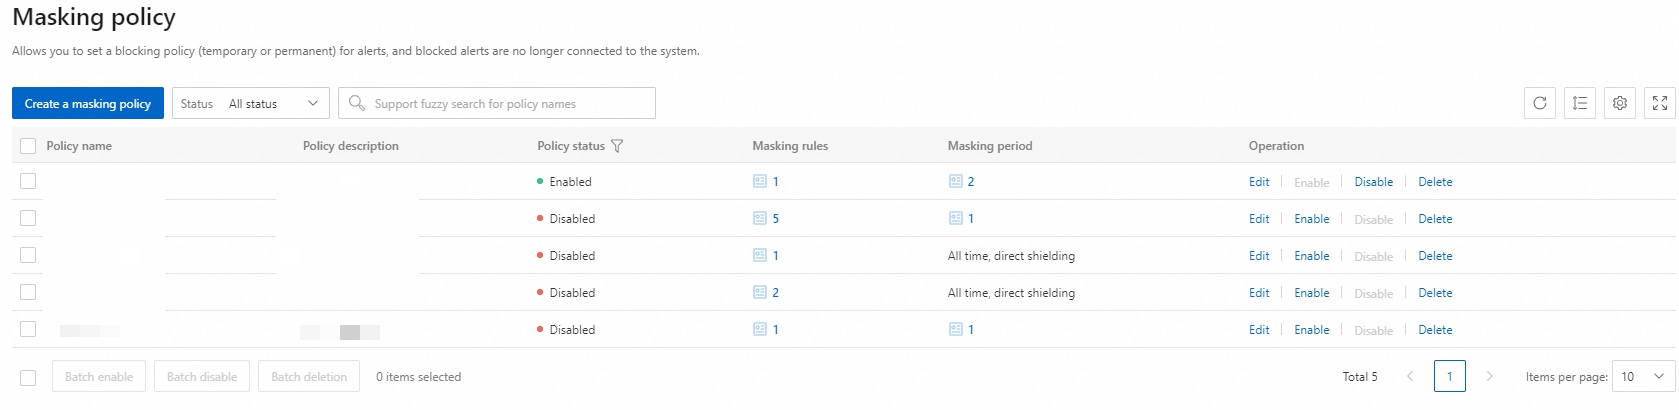 Masking policy
Allows you to set a blocking policy (temporary or permanent) for alerts, and blocked alerts are no longer connected to the system.
Create a masking policy Status All status Support fuzzy search for policy names
Policy name Policy description Policy status Masking rules Masking period Operation
Enabled 1 2 Edit Enable Disable Delete
Disabled 5 1 Edit Enable Disable Delete
Disabled 1 All time, direct shielding Edit Enable Disable Delete
Disabled 2 All time, direct shielding Edit Enable Disable Delete
Disabled 1 1 Edit Enable Disable Delete
Batch enable Batch disable Batch deletion 0 items selected Total 5 1 Items per page: 10